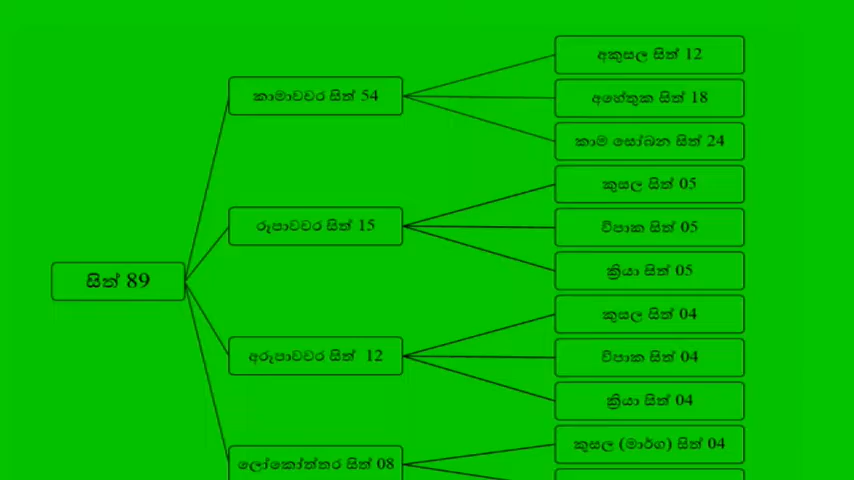 සිත් 89
කාමාවචර සිත් 54
අකුසල සිත් 12
අහේතුක සිත් 18
කාම සෝබන සිත් 24
රූපාවචර සිත් 15
කුසල සිත් 05
විපාක සිත් 05
ක්‍රියා සිත් 05
අරූපාවචර සිත් 12
කුසල සිත් 04
විපාක සිත් 04
ක්‍රියා සිත් 04
ලෝකෝත්තර සිත් 08
කුසල (මාර්ග) සිත් 04